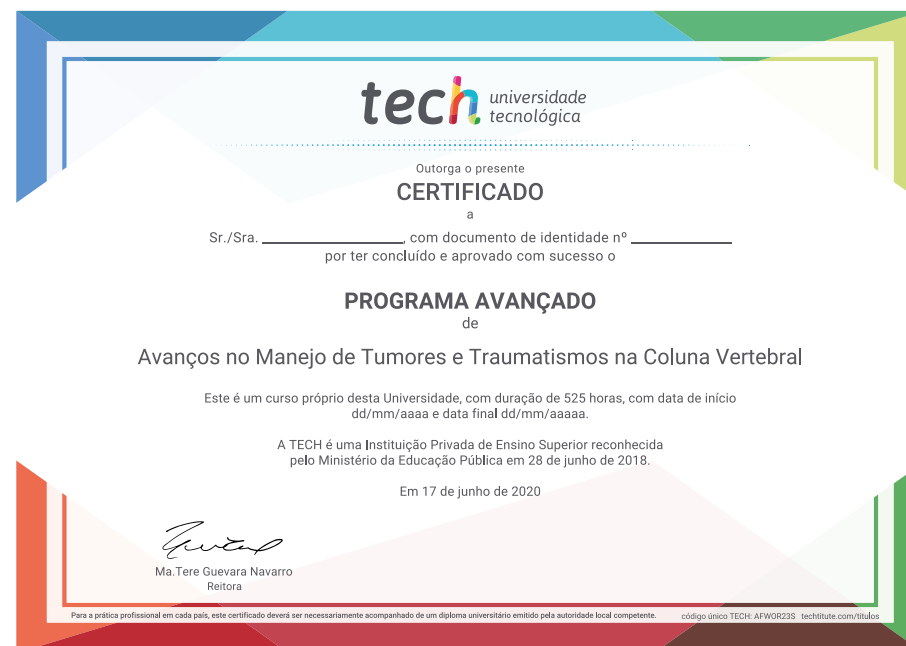 tech universidade
tecnológica
Outorga o presente
CERTIFICADO
a
Sr./Sra. ____________________, com documento de identidade nº ______________
por ter concluído e aprovado com sucesso o
PROGRAMA AVANÇADO
de
Avanços no Manejo de Tumores e Traumatismos na Coluna Vertebral
Este é um curso próprio desta Universidade, com duração de 525 horas, com data de início
dd/mm/aaaa e data final dd/mm/aaaaa.
A TECH é uma Instituição Privada de Ensino Superior reconhecida
pelo Ministério da Educação Pública em 28 de junho de 2018.
Em 17 de junho de 2020
Ma.Tere Guevara Navarro
Reitora
Para a prática profissional em cada país, este certificado deverá ser necessariamente acompanhado de um diploma universitário emitido pela autoridade local competente. código único TECH: AFWOR23S techtitute.com/titulos